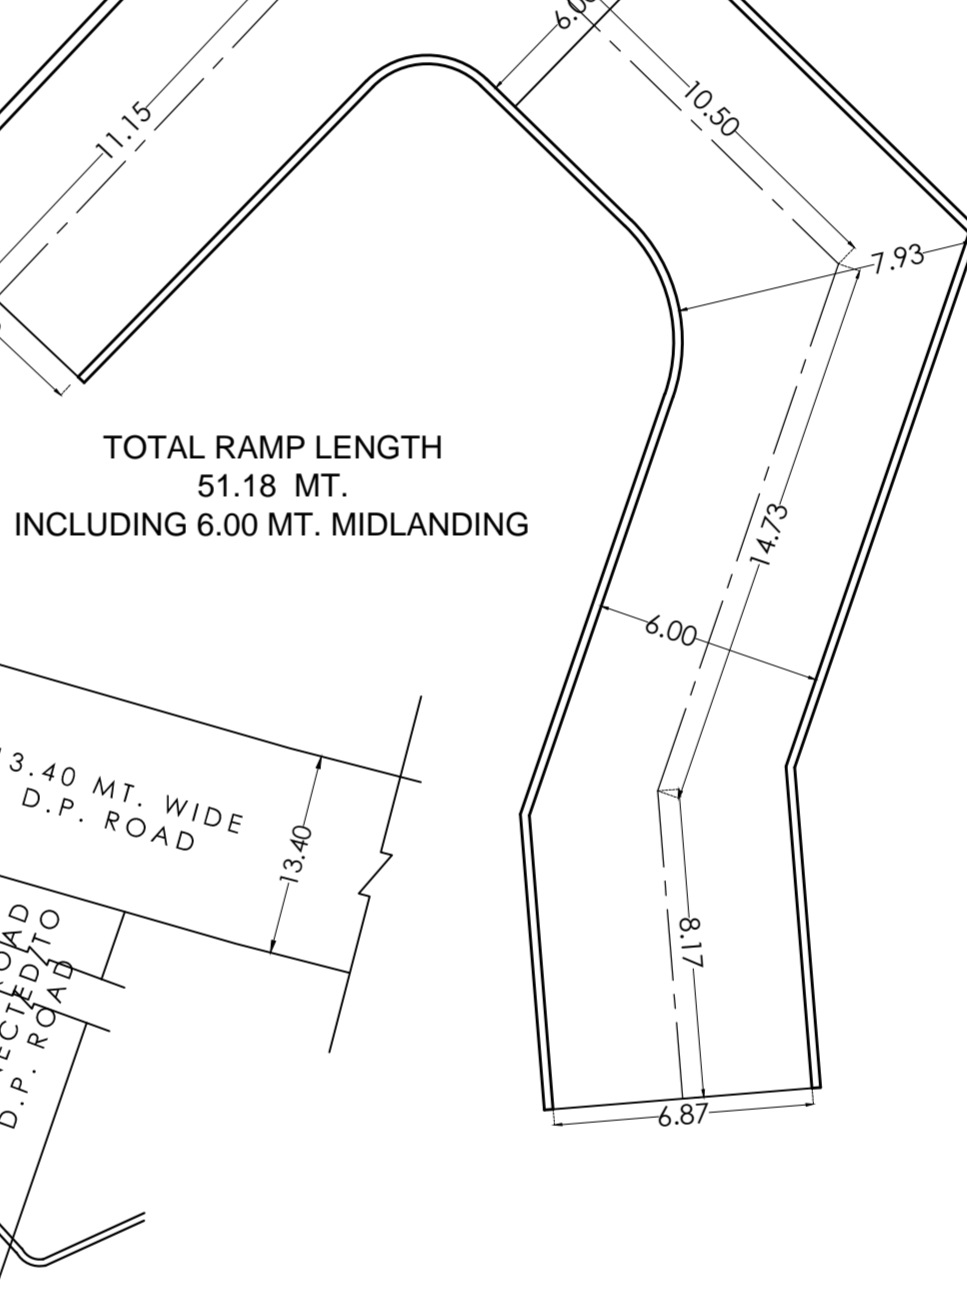 6.00
11.15
10.50
7.93
TOTAL RAMP LENGTH
51.18 MT.
INCLUDING 6.00 MT. MIDLANDING
14.73
6.00
3.40 MT. WIDE
D.P. ROAD
13.40
8.17
D.P. ROAD
6.87